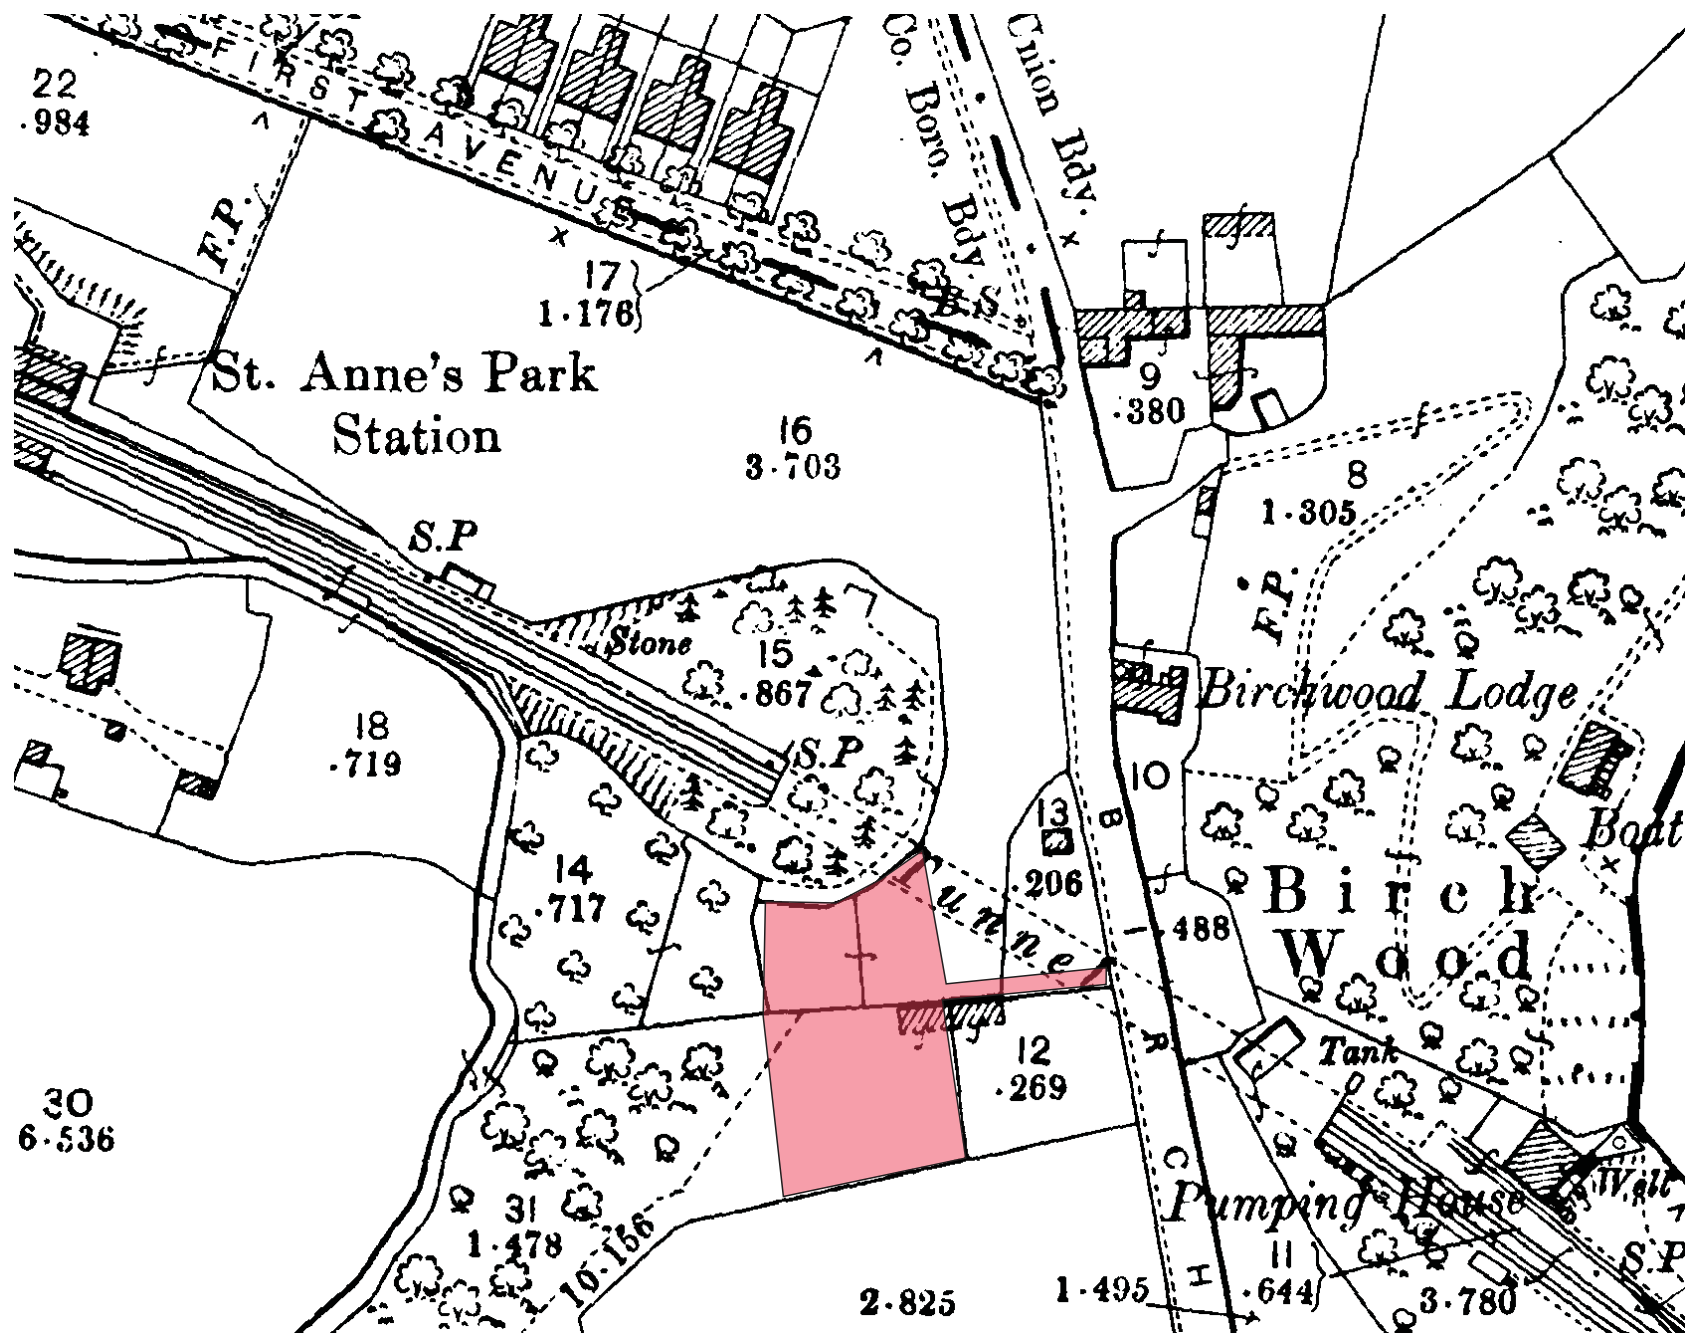 FIRST AVENUE
22
.984
F.P.
Co. Boro. Bdy.
Union Bdy.
17
1.176
B.S.
St. Anne's Park
Station
16
3.703
9
.380
8
1.305
F.P.
S.P
Stone
15
.867
Birchwood Lodge
18
.719
S.P
10
13
.206
Boat
14
.717
Tunnel
Birch
Wood
.488
12
.269
Tank
30
6.536
BIRCH
Pumping House
Well
31
1.478
10.156
11
.644
S.P
2.825
1.495
3.780